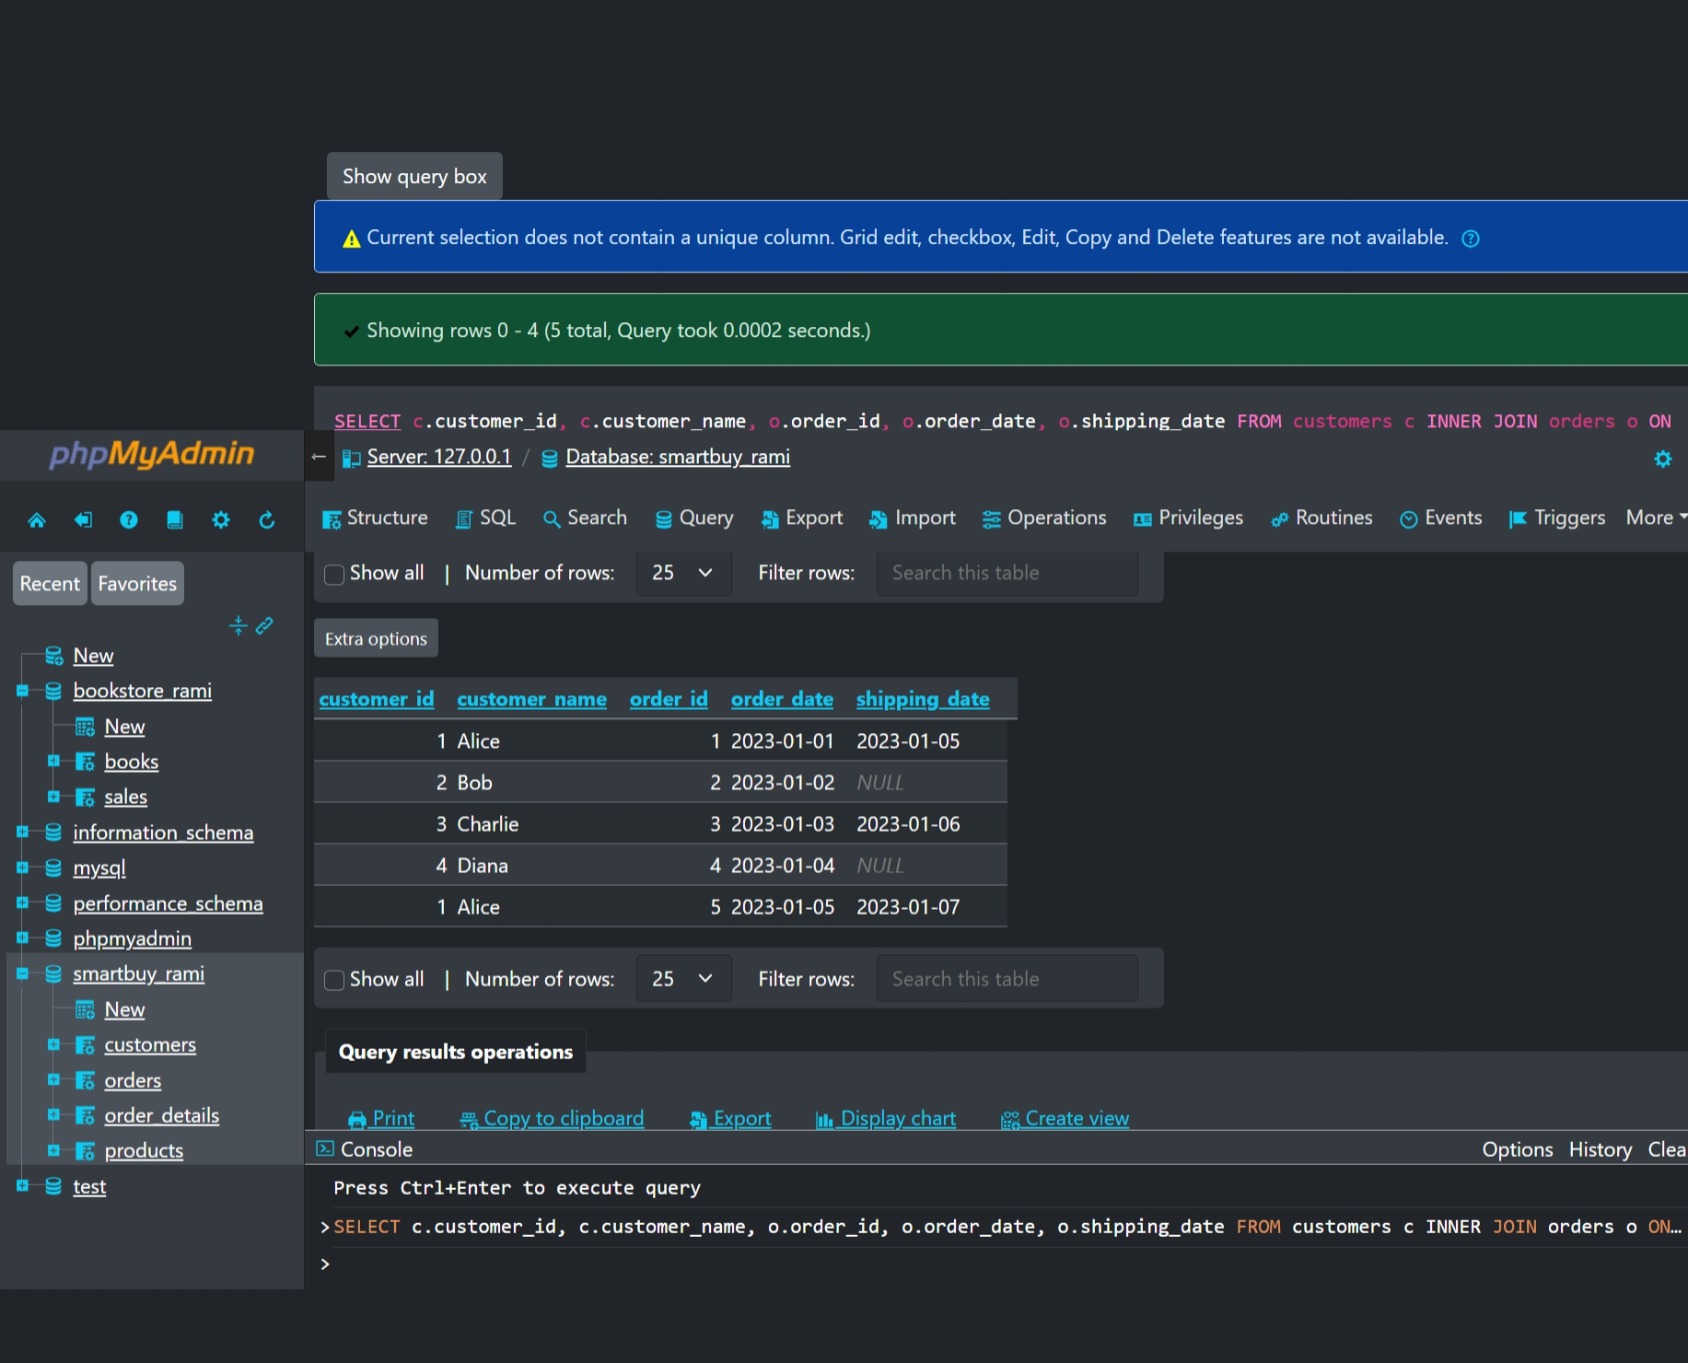 Show query box
Current selection does not contain a unique column. Grid edit, checkbox, Edit, Copy and Delete features are not available.
Showing rows 0 - 4 (5 total, Query took 0.0002 seconds.)
SELECT c.customer_id, c.customer_name, o.order_id, o.order_date, o.shipping_date FROM customers c INNER JOIN orders o ON
phpMyAdmin
← Server: 127.0.0.1 / Database: smartbuy_rami
Structure SQL Search Query Export Import Operations Privileges Routines Events Triggers More
Recent Favorites
New
bookstore_rami
New
books
sales
information_schema
mysql
performance_schema
phpmyadmin
smartbuy_rami
New
customers
orders
order_details
products
test
Show all | Number of rows: 25 Filter rows: Search this table
Extra options
customer_id customer_name order_id order_date shipping_date
1 Alice 1 2023-01-01 2023-01-05
2 Bob 2 2023-01-02 NULL
3 Charlie 3 2023-01-03 2023-01-06
4 Diana 4 2023-01-04 NULL
1 Alice 5 2023-01-05 2023-01-07
Show all | Number of rows: 25 Filter rows: Search this table
Query results operations
Print Copy to clipboard Export Display chart Create view
Console Options History Clea
Press Ctrl+Enter to execute query
>SELECT c.customer_id, c.customer_name, o.order_id, o.order_date, o.shipping_date FROM customers c INNER JOIN orders o ON…
>